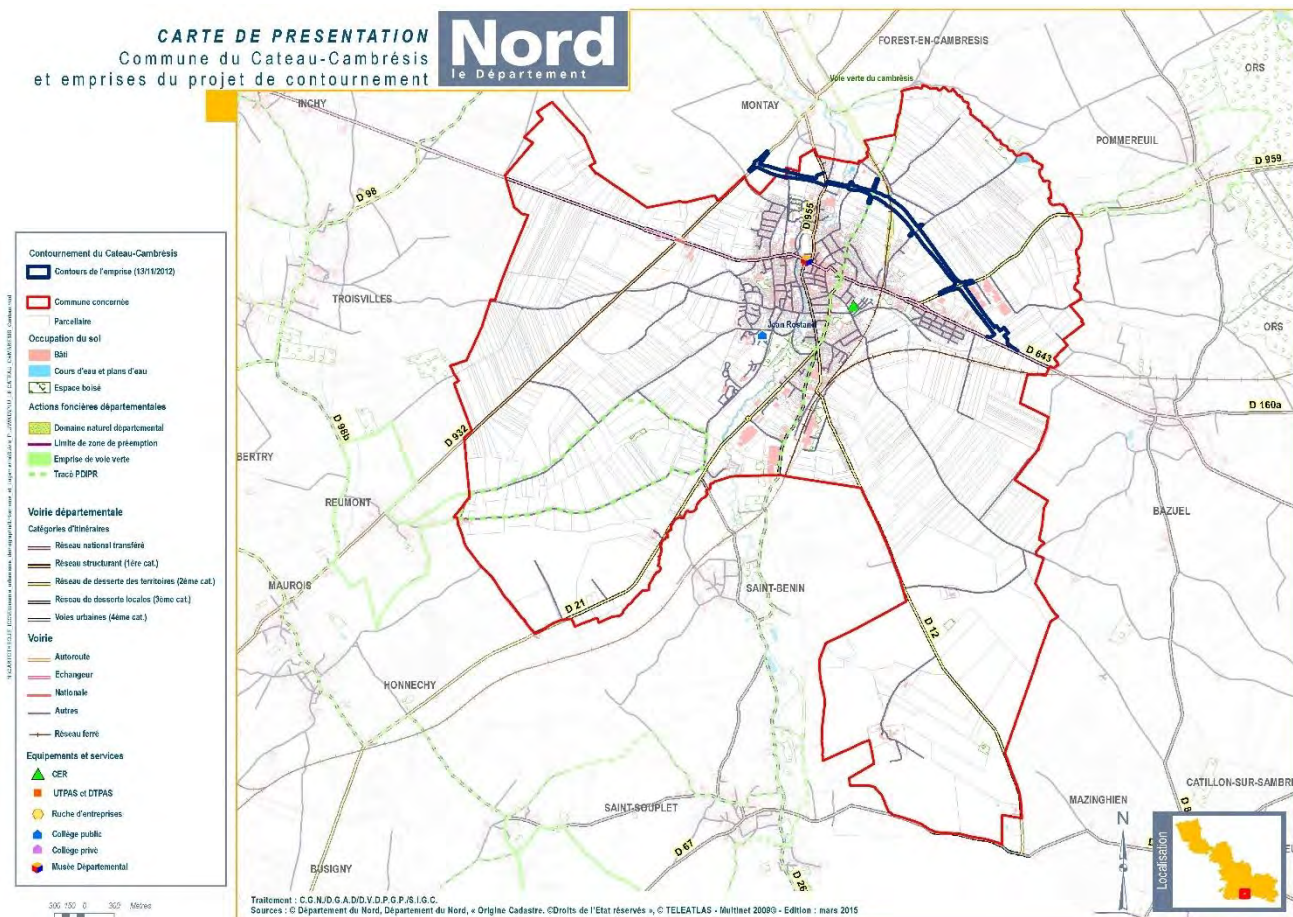 CARTE DE PRESENTATION
Commune du Cateau-Cambrésis
et emprises du projet de contournement
Nord
le Département
FOREST-EN-CAMBRESIS
ORS
Voie verte du cambrésis
INCHY
MONTAY
POMMEREUIL
D 959
D 98
D 955
Contournement du Cateau-Cambrésis
Contours de l'emprise (13/11/2012)
Commune concernée
Parcellaire
Occupation du sol
Bâti
Cours d'eau et plans d'eau
Espace boisé
Actions foncières départementales
Domaine naturel départemental
Limite de zone de préemption
Emprise de voie verte
Tracé PDIPR
Voirie départementale
Catégories d'itinéraires
Réseau national transféré
Réseau structurant (1ère cat.)
Réseau de desserte des territoires (2ème cat.)
Réseau de desserte locales (3ème cat.)
Voies urbaines (4ème cat.)
Voirie
Autoroute
Echangeur
Nationale
Autres
Réseau ferré
Equipements et services
CER
UTPAS et DTPAS
Ruche d'entreprises
Collège public
Collège privé
Musée Départemental
300 150 0 300 Mètres
TROISVILLES
Jean Rostand
ORS
D 643
D 160a
D 98b
D 932
BERTRY
REUMONT
BAZUEL
MAUROIS
SAINT-BENIN
D 21
D 12
HONNECHY
CATILLON-SUR-SAMBRE
SAINT-SOUPLET
MAZINGHIEN
D 67
BUSIGNY
D 26
N
Localisation
Traitement : C.G.N./D.G.A.D/D.V.D.P.G.P./S.I.G.C.
Sources : © Département du Nord, Département du Nord, « Origine Cadastre. ©Droits de l'Etat réservés », © TELEATLAS - Multinet 2009© - Edition : mars 2015